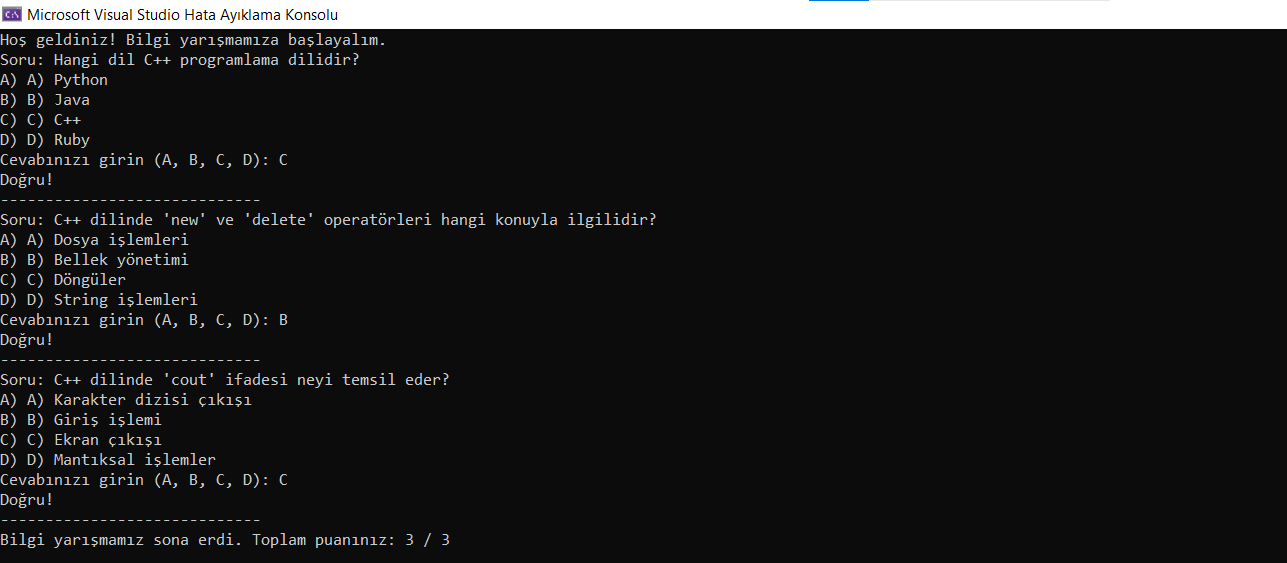 Microsoft Visual Studio Hata Ayıklama Konsolu
Hoş geldiniz! Bilgi yarışmamıza başlayalım.
Soru: Hangi dil C++ programlama dilidir?
A) A) Python
B) B) Java
C) C) C++
D) D) Ruby
Cevabınızı girin (A, B, C, D): C
Doğru!
-----------------------------
Soru: C++ dilinde 'new' ve 'delete' operatörleri hangi konuyla ilgilidir?
A) A) Dosya işlemleri
B) B) Bellek yönetimi
C) C) Döngüler
D) D) String işlemleri
Cevabınızı girin (A, B, C, D): B
Doğru!
-----------------------------
Soru: C++ dilinde 'cout' ifadesi neyi temsil eder?
A) A) Karakter dizisi çıkışı
B) B) Giriş işlemi
C) C) Ekran çıkışı
D) D) Mantıksal işlemler
Cevabınızı girin (A, B, C, D): C
Doğru!
-----------------------------
Bilgi yarışmamız sona erdi. Toplam puanınız: 3 / 3